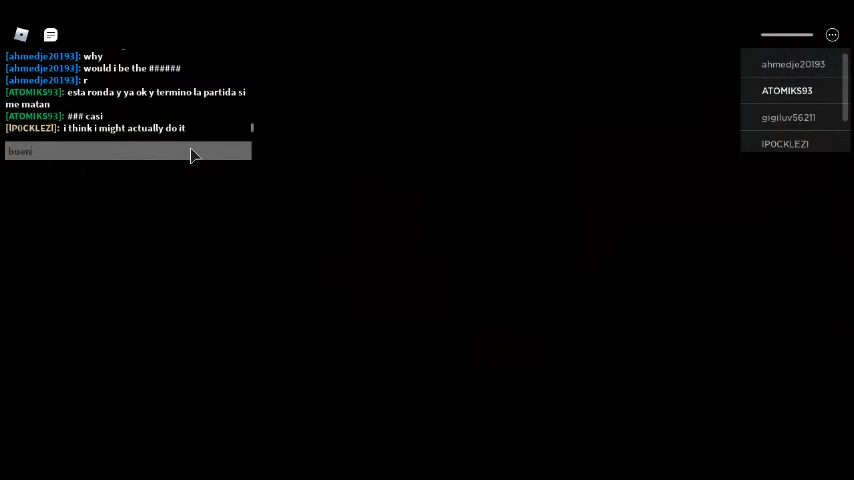 [ahmedje20193]: why
[ahmedje20193]: would i be the ######
[ahmedje20193]: r
[ATOMIKS93]: esta ronda y ya ok y termino la partida si
me matan
[ATOMIKS93]: ### casi
[IP0CKLEZI]: i think i might actually do it
buen
ahmedje20193
ATOMIKS93
gigiluv56211
IP0CKLEZI